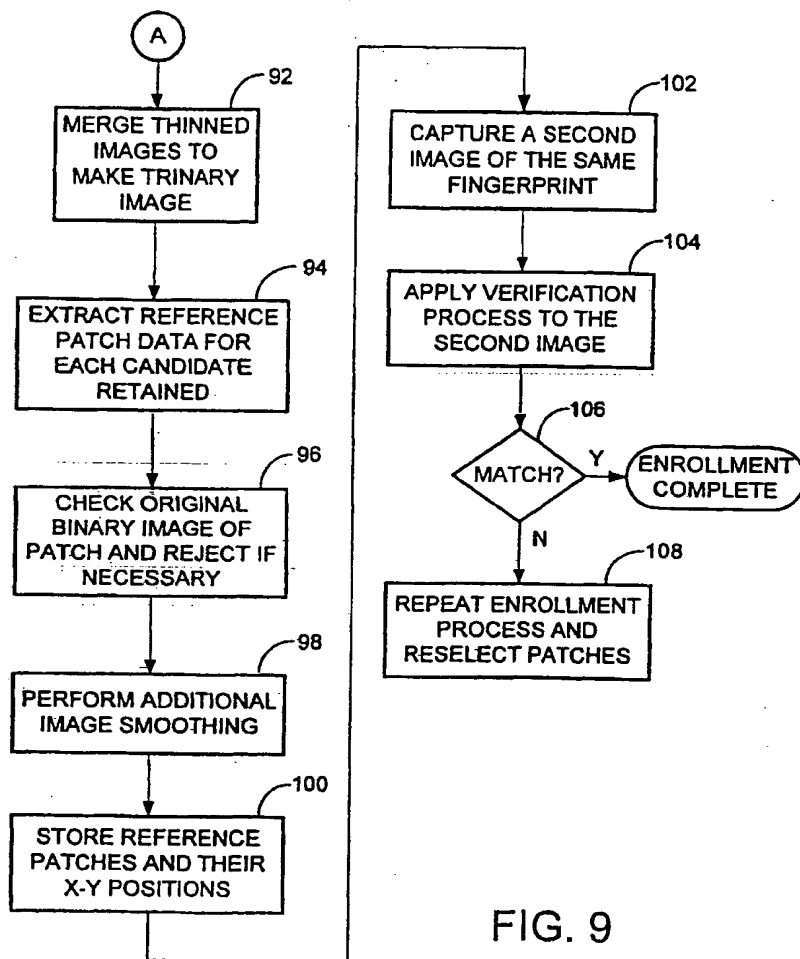 A
92
MERGE THINNED
IMAGES TO
MAKE TRINARY
IMAGE
94
EXTRACT REFERENCE
PATCH DATA FOR
EACH CANDIDATE
RETAINED
96
CHECK ORIGINAL
BINARY IMAGE OF
PATCH AND REJECT IF
NECESSARY
98
PERFORM ADDITIONAL
IMAGE SMOOTHING
100
STORE REFERENCE
PATCHES AND THEIR
X-Y POSITIONS
102
CAPTURE A SECOND
IMAGE OF THE SAME
FINGERPRINT
104
APPLY VERIFICATION
PROCESS TO THE
SECOND IMAGE
106
MATCH?
Y
ENROLLMENT
COMPLETE
N
108
REPEAT ENROLLMENT
PROCESS AND
RESELECT PATCHES
FIG. 9